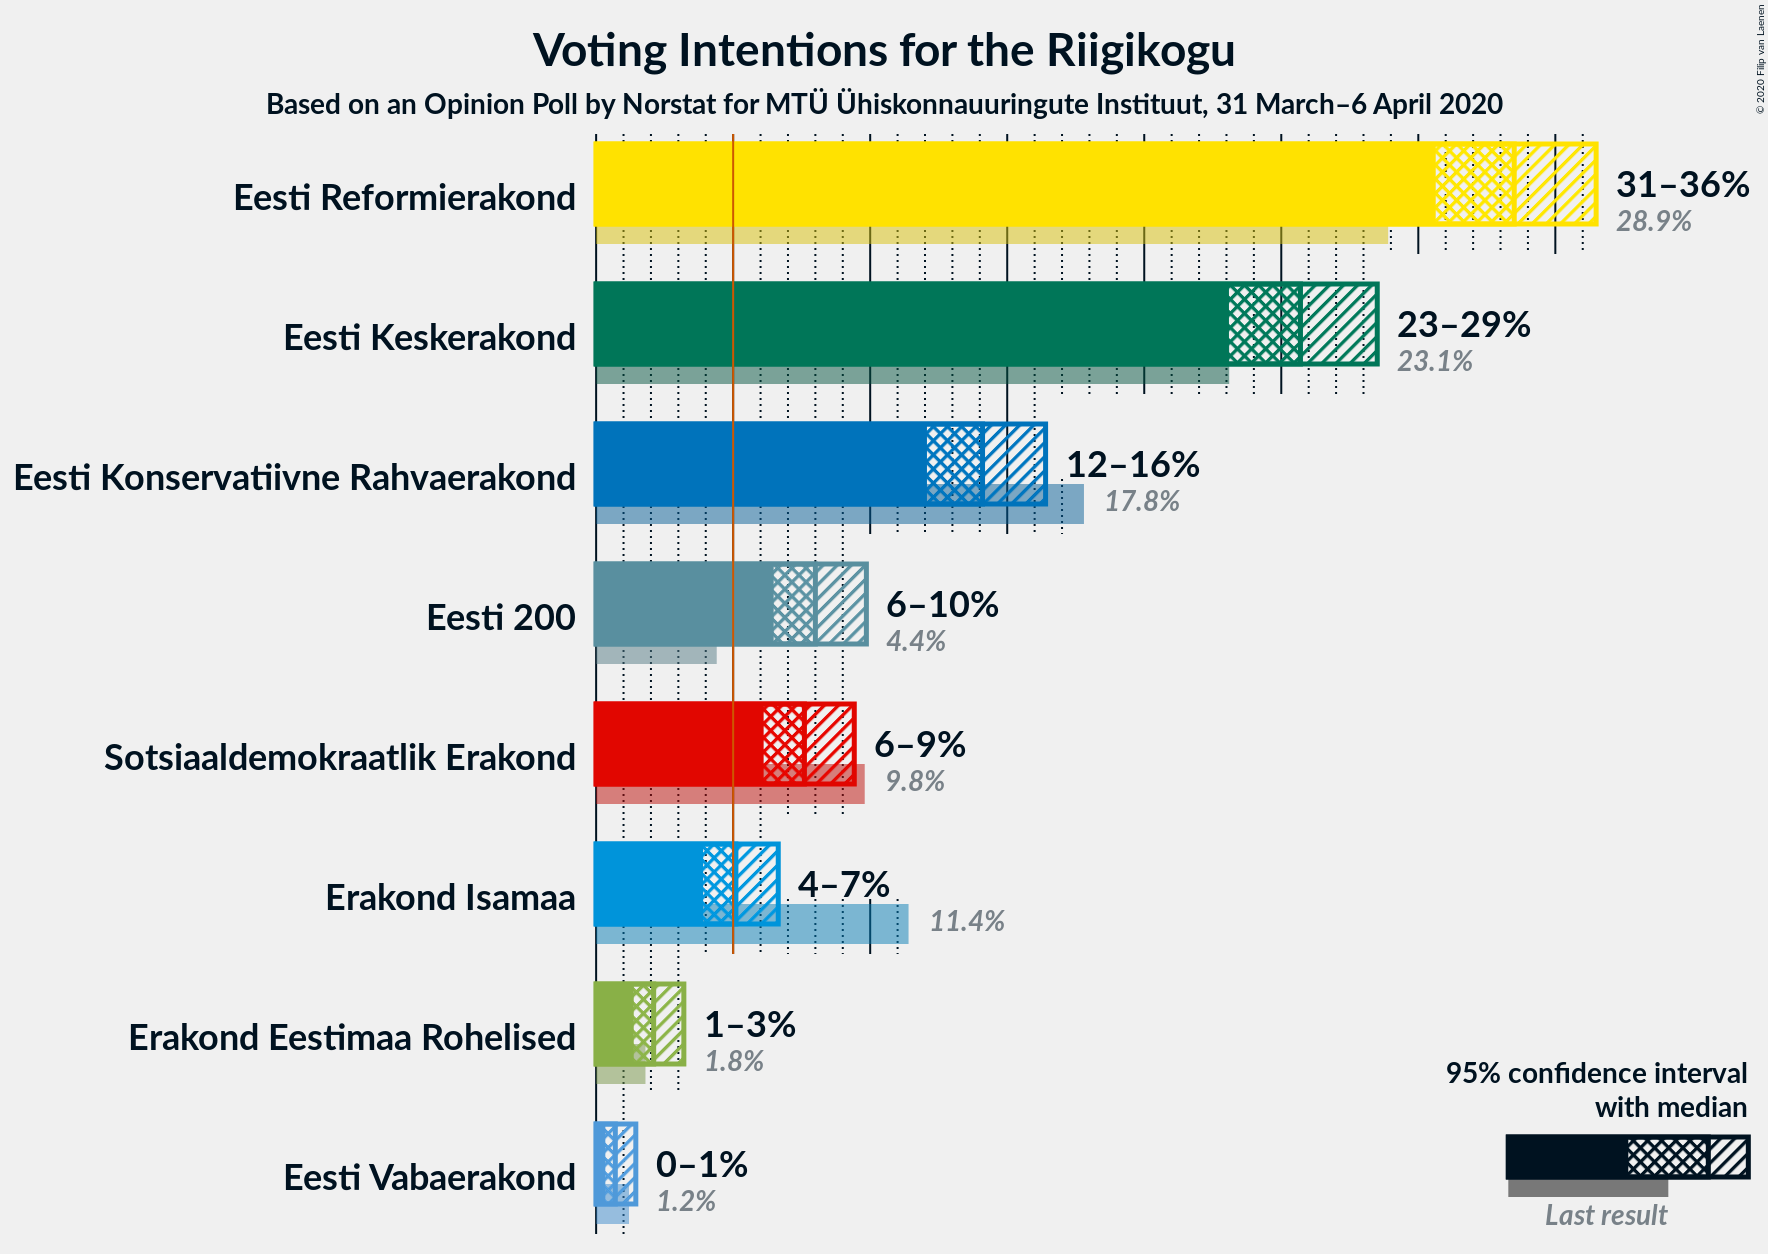 Voting Intentions for the Riigikogu
Based on an Opinion Poll by Norstat for MTÜ Ühiskonnauuringute Instituut, 31 March–6 April 2020
© 2020 Filip van Laenen
Eesti Reformierakond
31–36%
28.9%
Eesti Keskerakond
23–29%
23.1%
Eesti Konservatiivne Rahvaerakond
12–16%
17.8%
Eesti 200
6–10%
4.4%
Sotsiaaldemokraatlik Erakond
6–9%
9.8%
Erakond Isamaa
4–7%
11.4%
Erakond Eestimaa Rohelised
1–3%
1.8%
Eesti Vabaerakond
0–1%
1.2%
95% confidence interval
with median
Last result